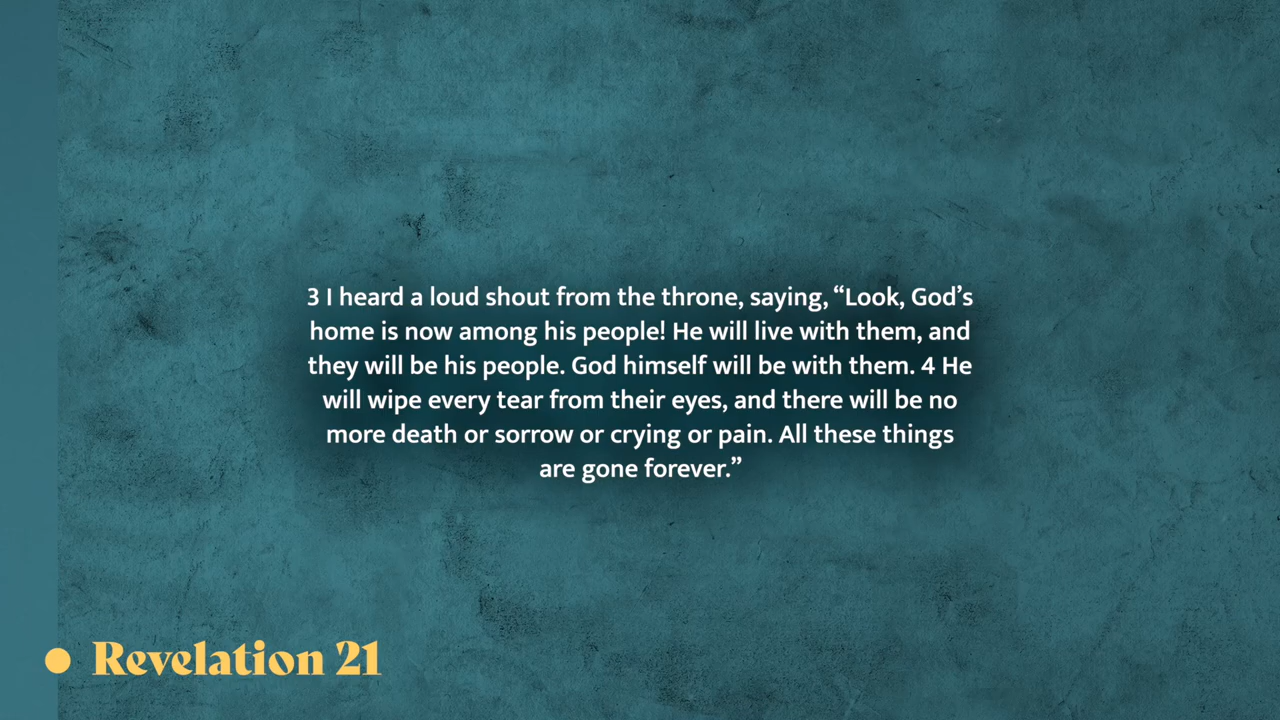 3 I heard a loud shout from the throne, saying, “Look, God’s
home is now among his people! He will live with them, and
they will be his people. God himself will be with them. 4 He
will wipe every tear from their eyes, and there will be no
more death or sorrow or crying or pain. All these things
are gone forever.”
Revelation 21